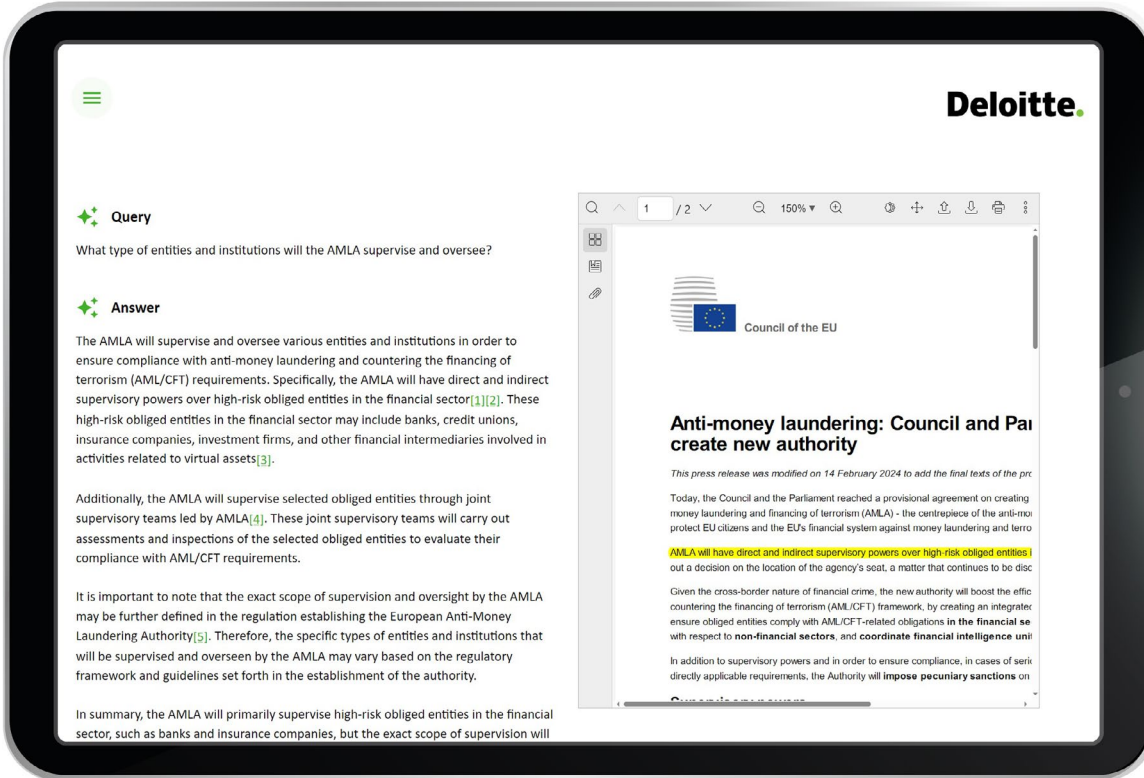 Deloitte.
Query
What type of entities and institutions will the AMLA supervise and oversee?
Answer
The AMLA will supervise and oversee various entities and institutions in order to
ensure compliance with anti-money laundering and countering the financing of
terrorism (AML/CFT) requirements. Specifically, the AMLA will have direct and indirect
supervisory powers over high-risk obliged entities in the financial sector[1][2]. These
high-risk obliged entities in the financial sector may include banks, credit unions,
insurance companies, investment firms, and other financial intermediaries involved in
activities related to virtual assets[3].
Additionally, the AMLA will supervise selected obliged entities through joint
supervisory teams led by AMLA[4]. These joint supervisory teams will carry out
assessments and inspections of the selected obliged entities to evaluate their
compliance with AML/CFT requirements.
It is important to note that the exact scope of supervision and oversight by the AMLA
may be further defined in the regulation establishing the European Anti-Money
Laundering Authority[5]. Therefore, the specific types of entities and institutions that
will be supervised and overseen by the AMLA may vary based on the regulatory
framework and guidelines set forth in the establishment of the authority.
In summary, the AMLA will primarily supervise high-risk obliged entities in the financial
sector, such as banks and insurance companies, but the exact scope of supervision will
1 / 2 150%
Council of the EU
Anti-money laundering: Council and Par
create new authority
This press release was modified on 14 February 2024 to add the final texts of the pro
Today, the Council and the Parliament reached a provisional agreement on creating
money laundering and financing of terrorism (AMLA) - the centrepiece of the anti-mo
protect EU citizens and the EU's financial system against money laundering and terro
AMLA will have direct and indirect supervisory powers over high-risk obliged entities i
out a decision on the location of the agency's seat, a matter that continues to be disc
Given the cross-border nature of financial crime, the new authority will boost the effic
countering the financing of terrorism (AML/CFT) framework, by creating an integrated
ensure obliged entities comply with AML/CFT-related obligations in the financial se
with respect to non-financial sectors, and coordinate financial intelligence unit
In addition to supervisory powers and in order to ensure compliance, in cases of seri
directly applicable requirements, the Authority will impose pecuniary sanctions on